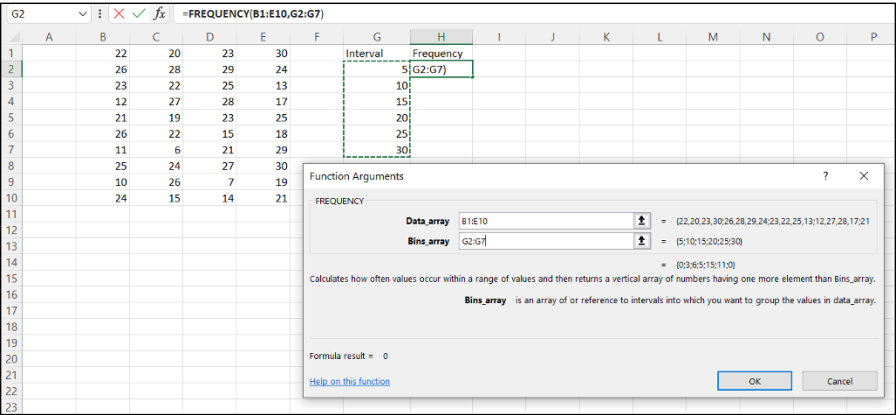 G2 fx =FREQUENCY(B1:E10,G2:G7)
A B C D E F G H I J K L M N O P
1 22 20 23 30 Interval Frequency
2 26 28 29 24 5 G2:G7)
3 23 22 25 13 10
4 12 27 28 17 15
5 21 19 23 25 20
6 26 22 15 18 25
7 11 6 21 29 30
8 25 24 27 30
9 10 26 7 19
10 24 15 14 21
11
12
13
14
15
16
17
18
19
20
21
22
23
Function Arguments ? ×
FREQUENCY
Data_array B1:E10 = {22,20,23,30;26,28,29,24;23,22,25,13;12,27,28,17;21
Bins_array G2:G7 = {5;10;15;20;25;30}
= {0;3;6;5;15;11;0}
Calculates how often values occur within a range of values and then returns a vertical array of numbers having one more element than Bins_array.
Bins_array is an array of or reference to intervals into which you want to group the values in data_array.
Formula result = 0
Help on this function OK Cancel